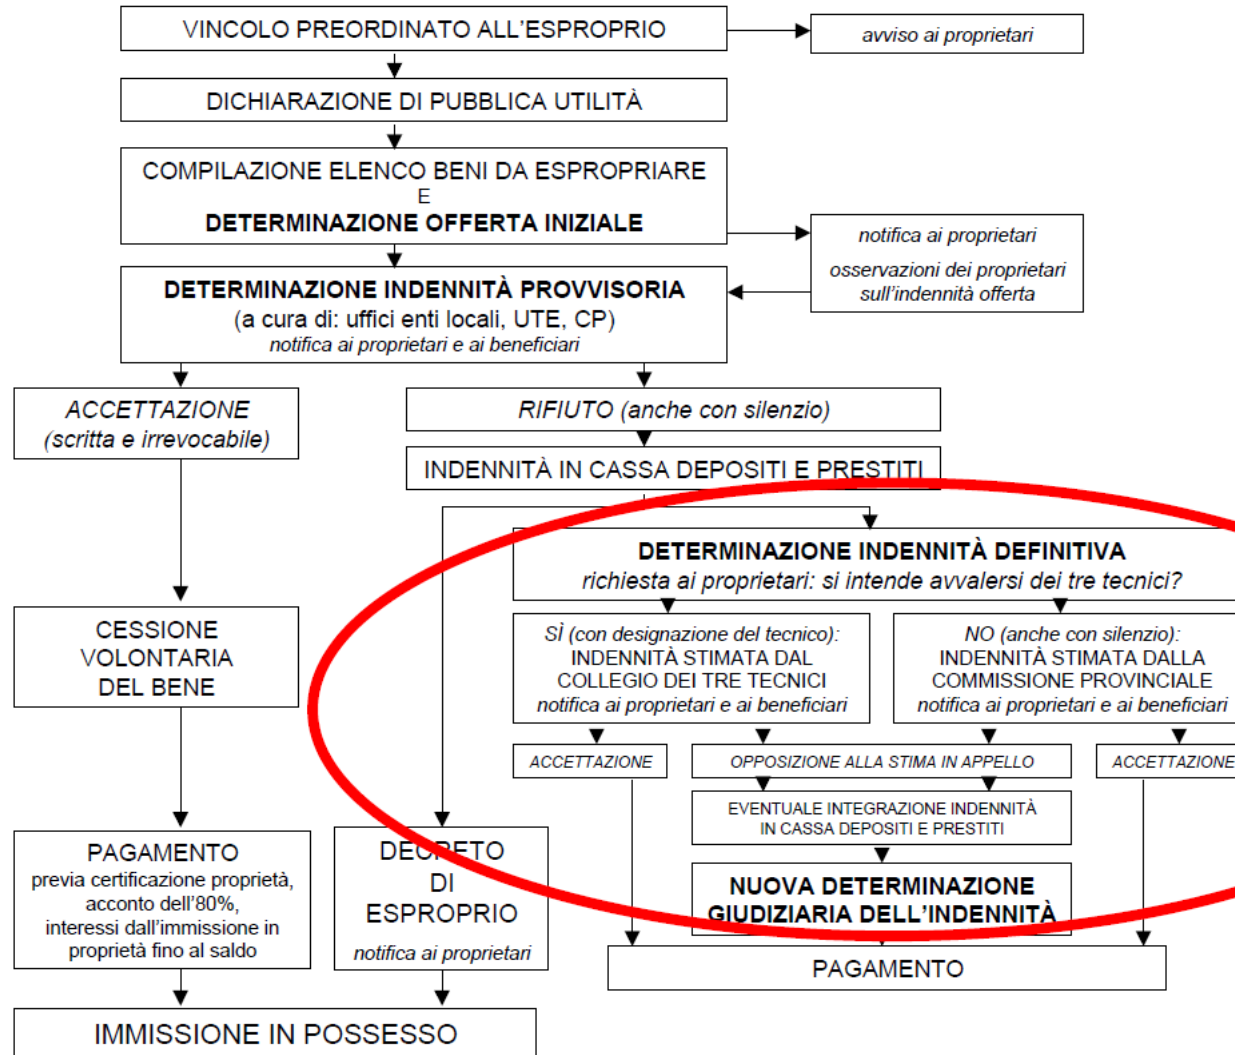 VINCOLO PREORDINATO ALL'ESPROPRIO
avviso ai proprietari
DICHIARAZIONE DI PUBBLICA UTILITÀ
COMPILAZIONE ELENCO BENI DA ESPROPRIARE
E
DETERMINAZIONE OFFERTA INIZIALE
notifica ai proprietari
osservazioni dei proprietari
sull'indennità offerta
DETERMINAZIONE INDENNITÀ PROVVISORIA
(a cura di: uffici enti locali, UTE, CP)
notifica ai proprietari e ai beneficiari
ACCETTAZIONE
(scritta e irrevocabile)
RIFIUTO (anche con silenzio)
INDENNITÀ IN CASSA DEPOSITI E PRESTITI
DETERMINAZIONE INDENNITÀ DEFINITIVA
richiesta ai proprietari: si intende avvalersi dei tre tecnici?
CESSIONE
VOLONTARIA
DEL BENE
SÌ (con designazione del tecnico):
INDENNITÀ STIMATA DAL
COLLEGIO DEI TRE TECNICI
notifica ai proprietari e ai beneficiari
NO (anche con silenzio):
INDENNITÀ STIMATA DALLA
COMMISSIONE PROVINCIALE
notifica ai proprietari e ai beneficiari
ACCETTAZIONE
OPPOSIZIONE ALLA STIMA IN APPELLO
ACCETTAZIONE
EVENTUALE INTEGRAZIONE INDENNITÀ
IN CASSA DEPOSITI E PRESTITI
PAGAMENTO
previa certificazione proprietà,
acconto dell'80%,
interessi dall'immissione in
proprietà fino al saldo
DECRETO
DI
ESPROPRIO
notifica ai proprietari
NUOVA DETERMINAZIONE
GIUDIZIARIA DELL'INDENNITÀ
PAGAMENTO
IMMISSIONE IN POSSESSO